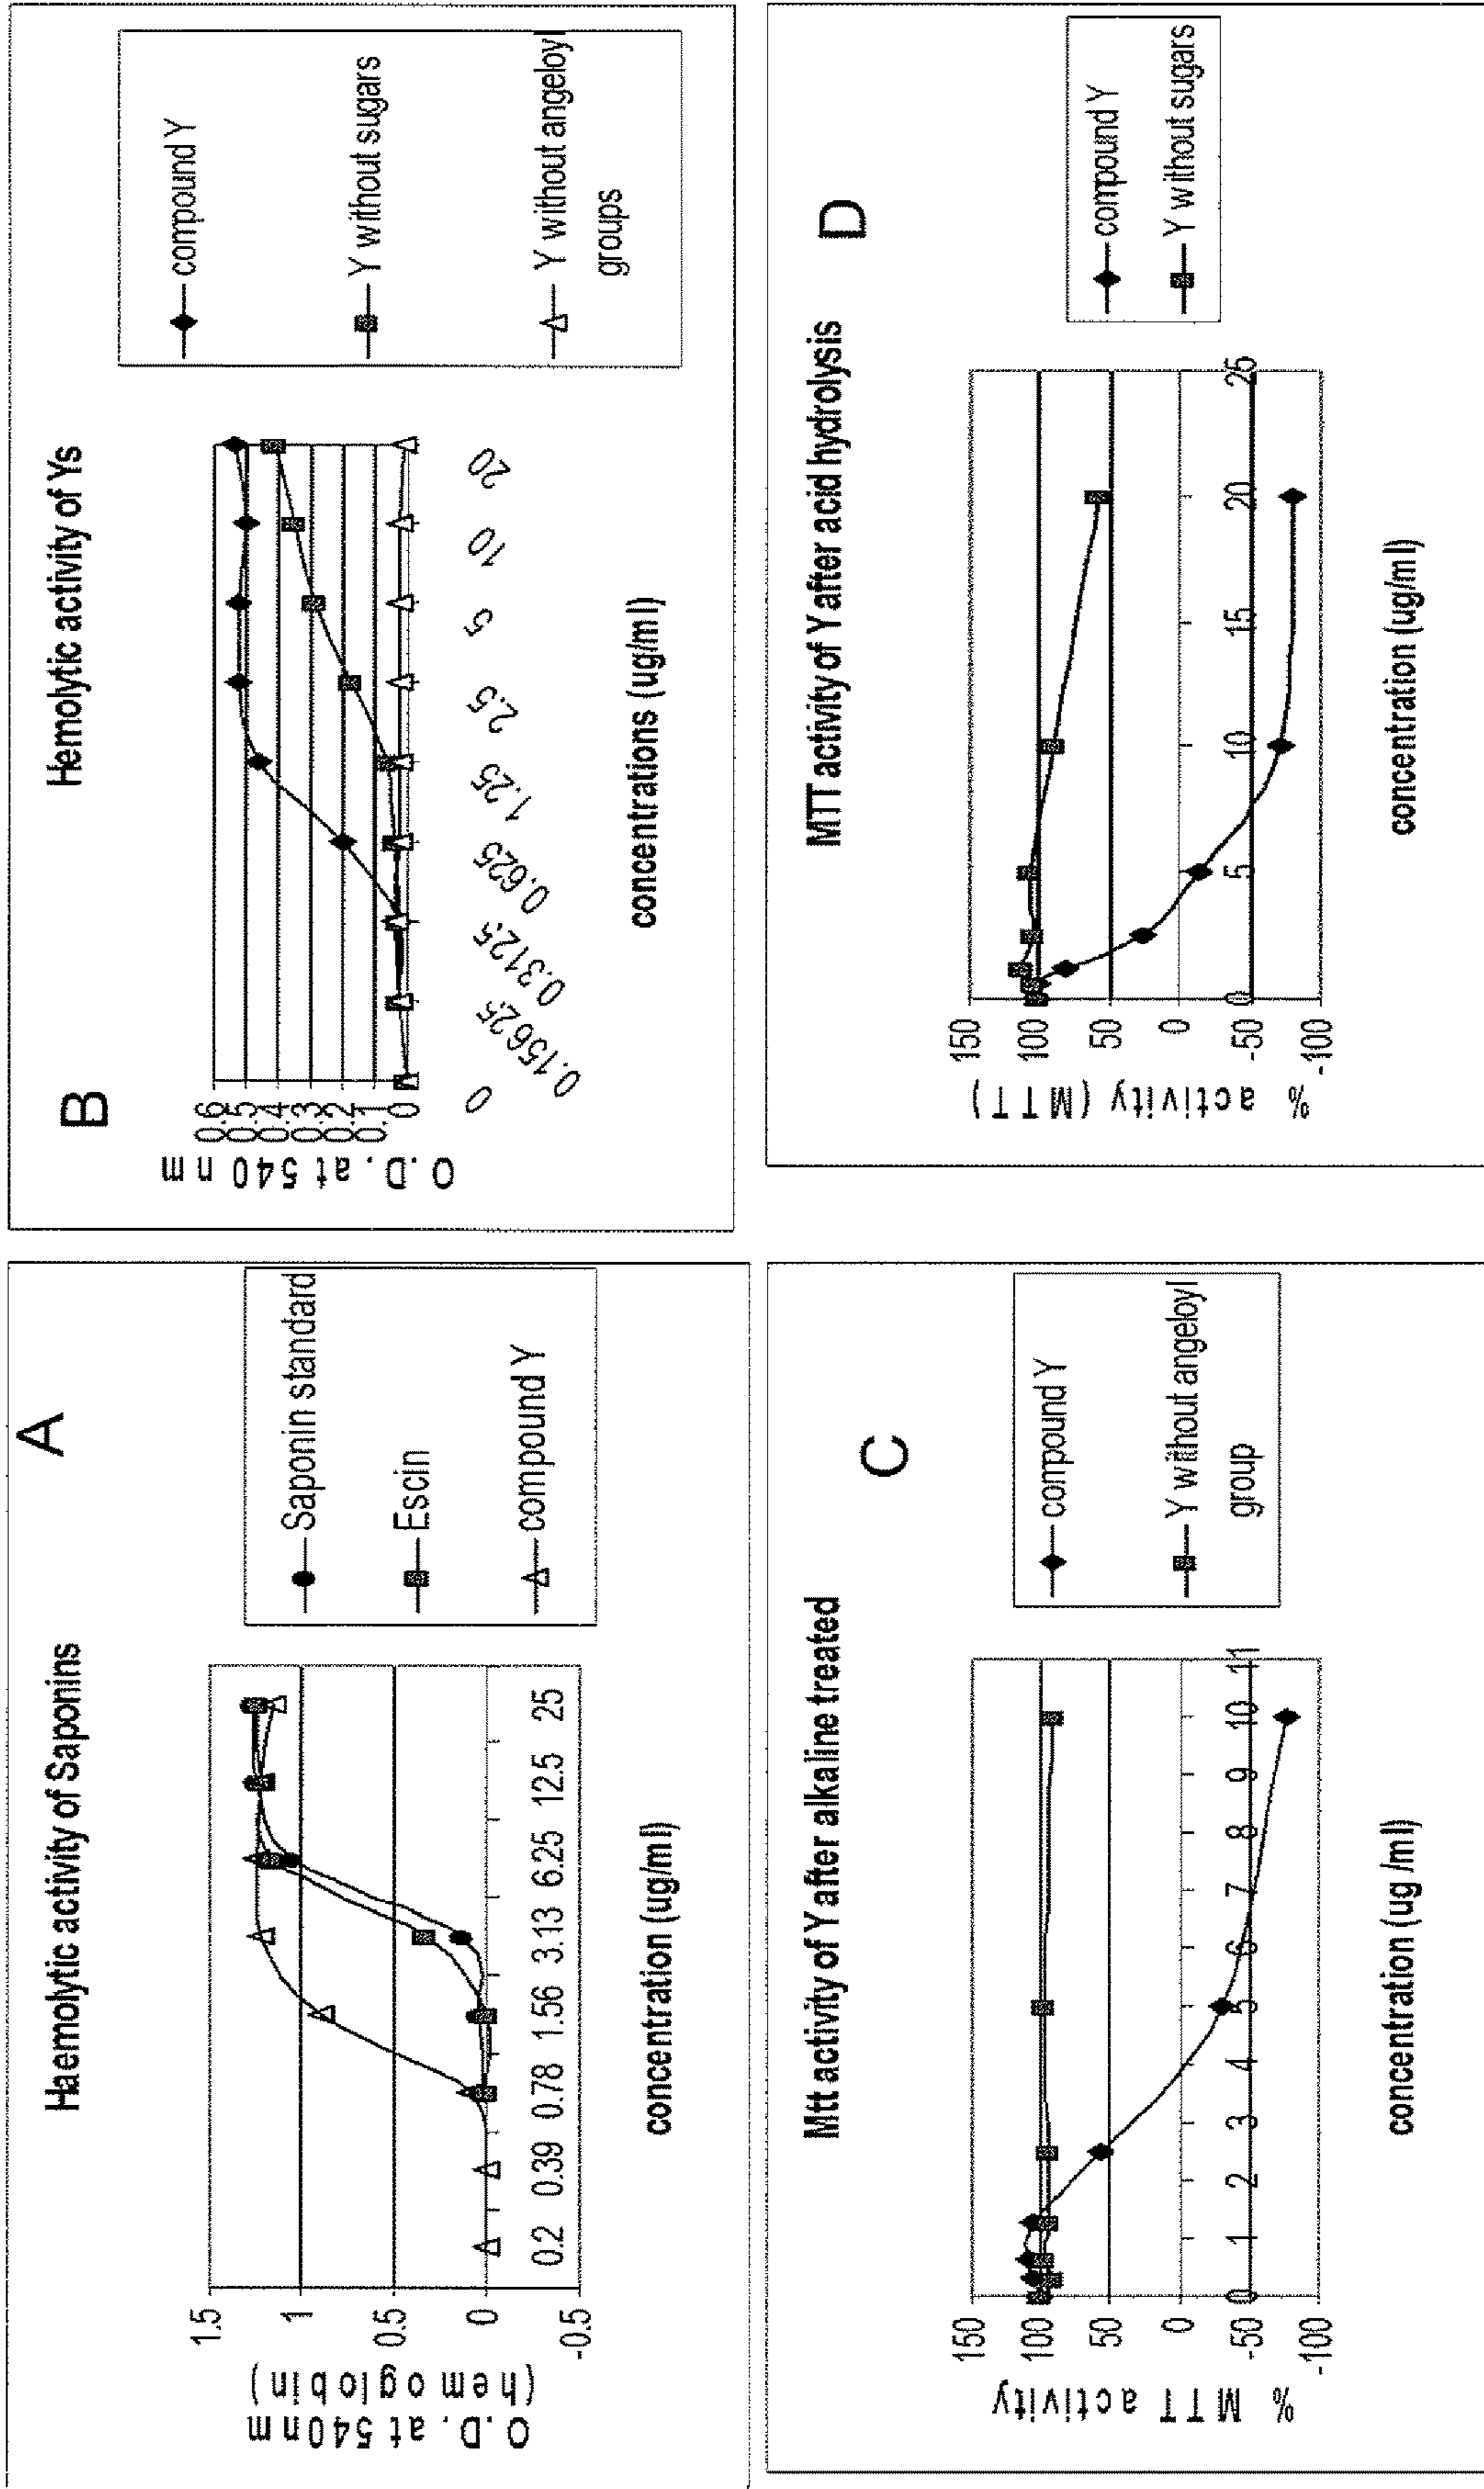 A
Haemolytic activity of Saponins
O.D. at 540nm
(hemoglobin)
1.5
1
0.5
0
-0.5
0.2 0.39 0.78 1.56 3.13 6.25 12.5 25
concentration (ug/ml)
Saponin standard
Escin
compound Y
B
Hemolytic activity of Ys
O.D. at 540 nm
0.6
0.5
0.4
0.3
0.2
0.1
0
0 0.15625 0.3125 0.625 1.25 2.5 5 10 20
concentrations (ug/ml)
compound Y
Y without sugars
Y without angeloyl
groups
C
Mtt activity of Y after alkaline treated
% MTT activity
150
100
50
0
-50
-100
0 1 2 3 4 5 6 7 8 9 10 11
concentration (ug /ml)
compound Y
Y without angeloyl
group
D
MTT activity of Y after acid hydrolysis
% activity (MTT)
150
100
50
0
-50
-100
0 5 10 15 20 25
concentration (ug/ml)
compound Y
Y without sugars